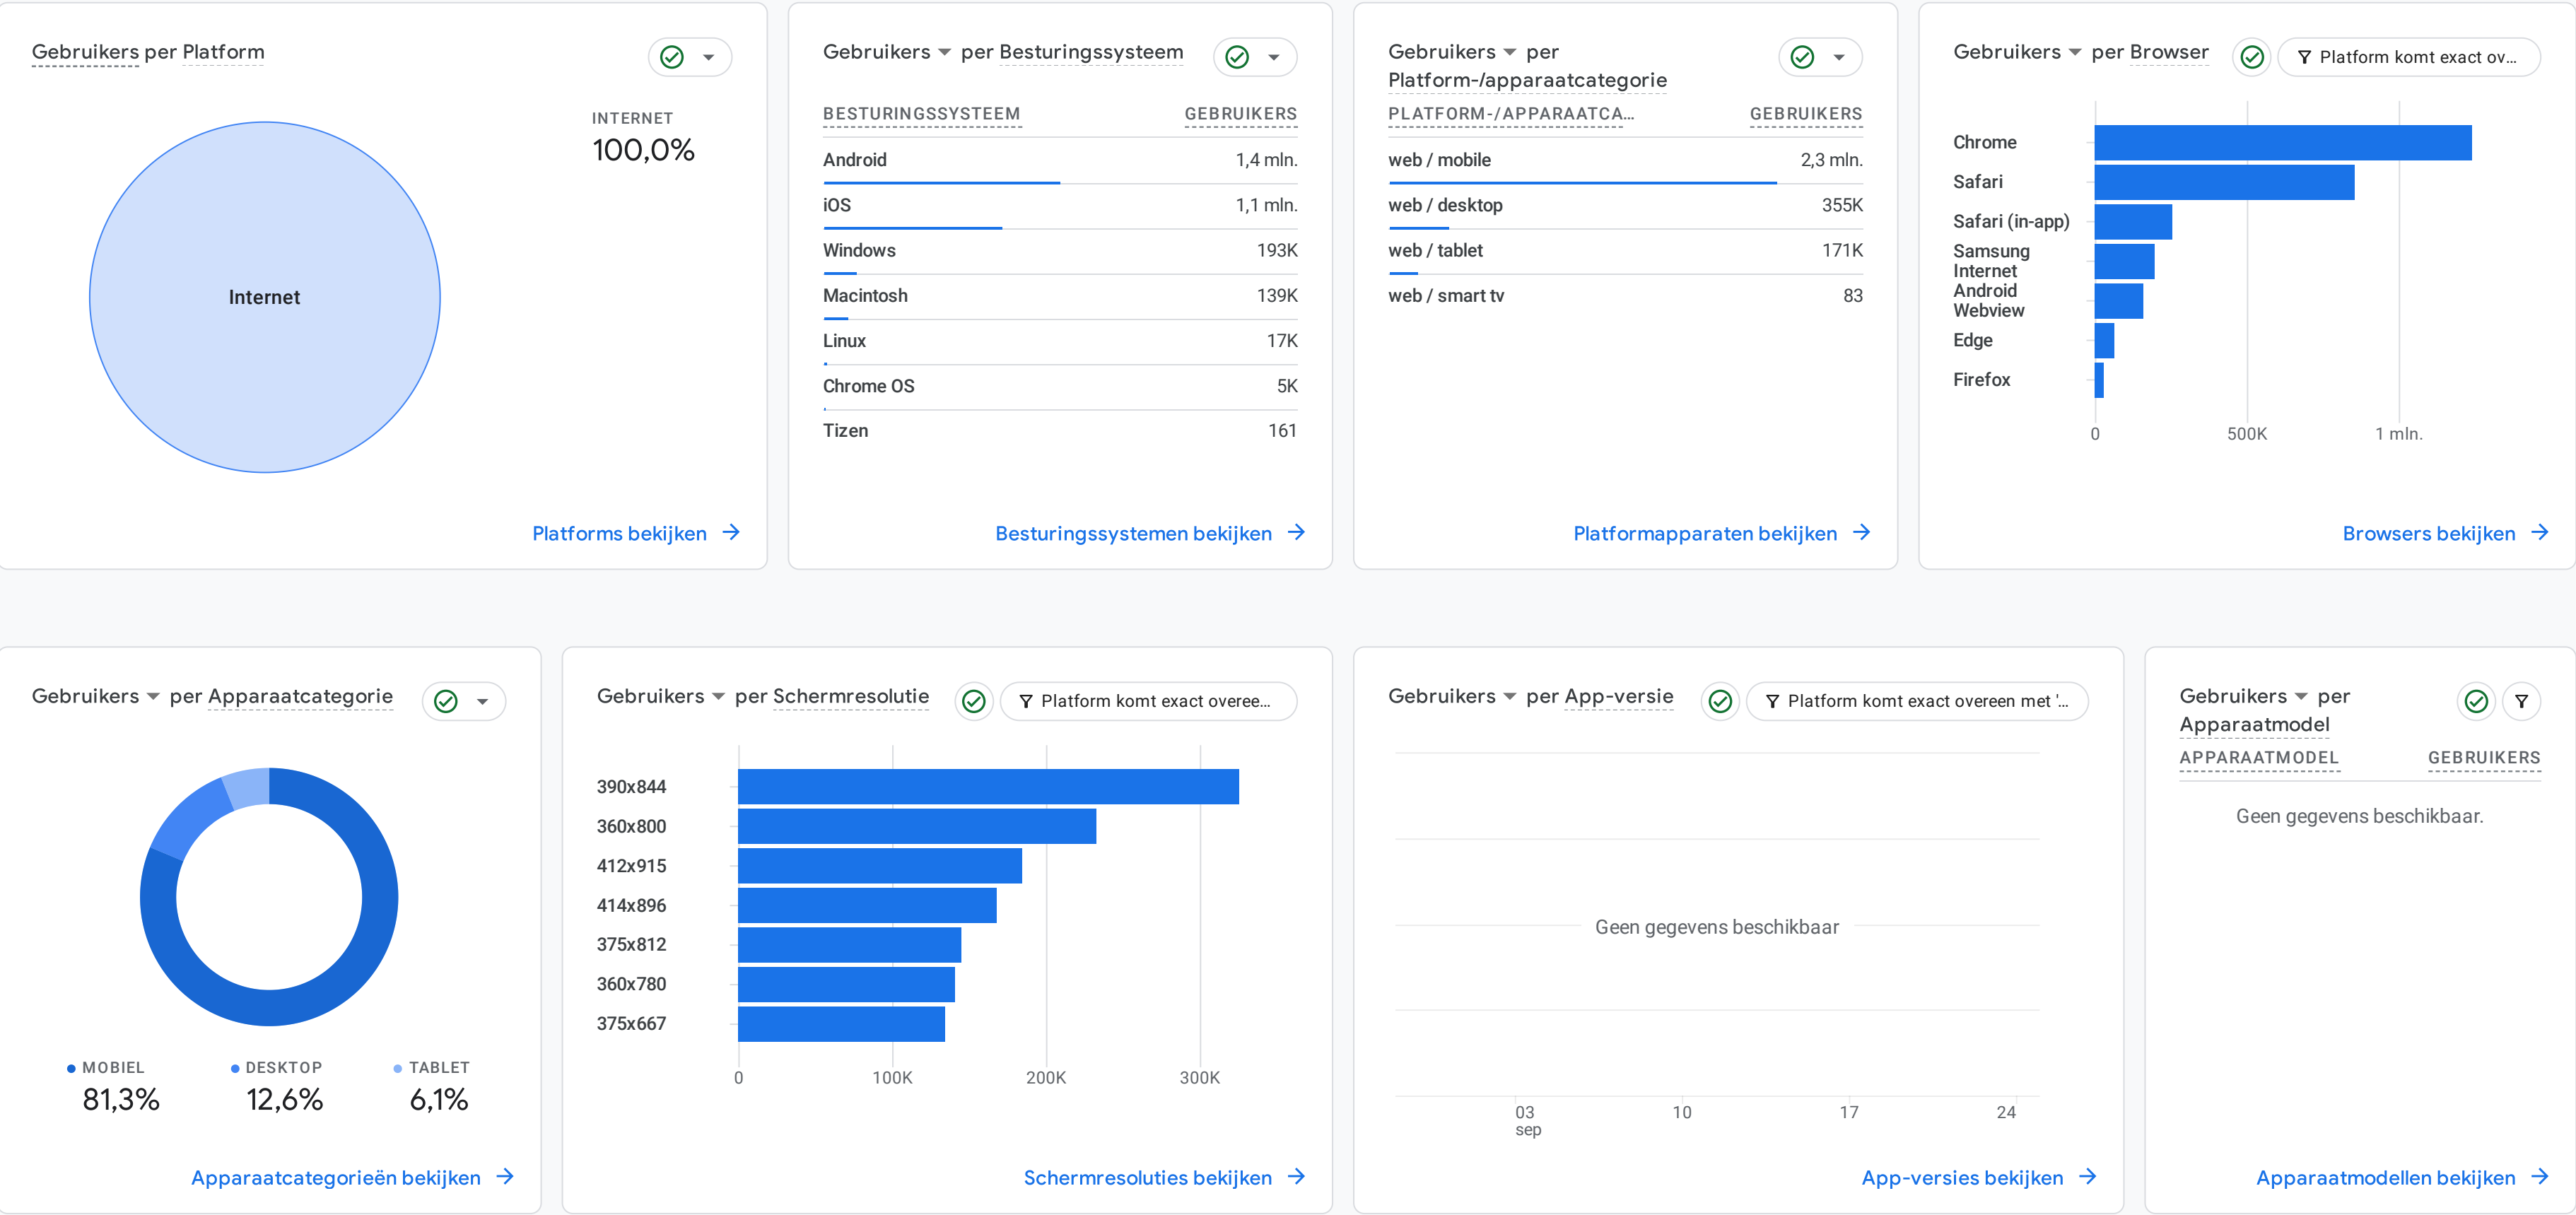 Gebruikers per Platform
INTERNET
100,0%
Internet
Platforms bekijken
Gebruikers per Besturingssysteem
BESTURINGSSYSTEEM GEBRUIKERS
Android 1,4 mln.
iOS 1,1 mln.
Windows 193K
Macintosh 139K
Linux 17K
Chrome OS 5K
Tizen 161
Besturingssystemen bekijken
Gebruikers per
Platform-/apparaatcategorie
PLATFORM-/APPARAATCA... GEBRUIKERS
web / mobile 2,3 mln.
web / desktop 355K
web / tablet 171K
web / smart tv 83
Platformapparaten bekijken
Gebruikers per Browser Platform komt exact ov...
Chrome
Safari
Safari (in-app)
Samsung
Internet
Android
Webview
Edge
Firefox
0 500K 1 mln.
Browsers bekijken
Gebruikers per Apparaatcategorie
MOBIEL DESKTOP TABLET
81,3% 12,6% 6,1%
Apparaatcategorieën bekijken
Gebruikers per Schermresolutie Platform komt exact overee...
390x844
360x800
412x915
414x896
375x812
360x780
375x667
0 100K 200K 300K
Schermresoluties bekijken
Gebruikers per App-versie Platform komt exact overeen met '...
Geen gegevens beschikbaar
03 10 17 24
sep
App-versies bekijken
Gebruikers per
Apparaatmodel
APPARAATMODEL GEBRUIKERS
Geen gegevens beschikbaar.
Apparaatmodellen bekijken